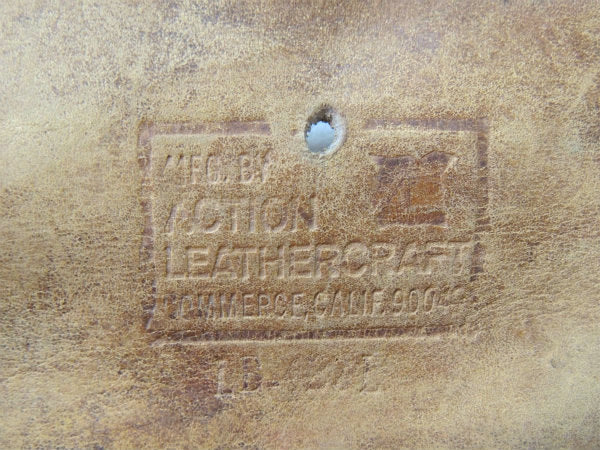 MFG. BY
ACTION
LEATHERCRAFT
COMMERCE, CALIF.